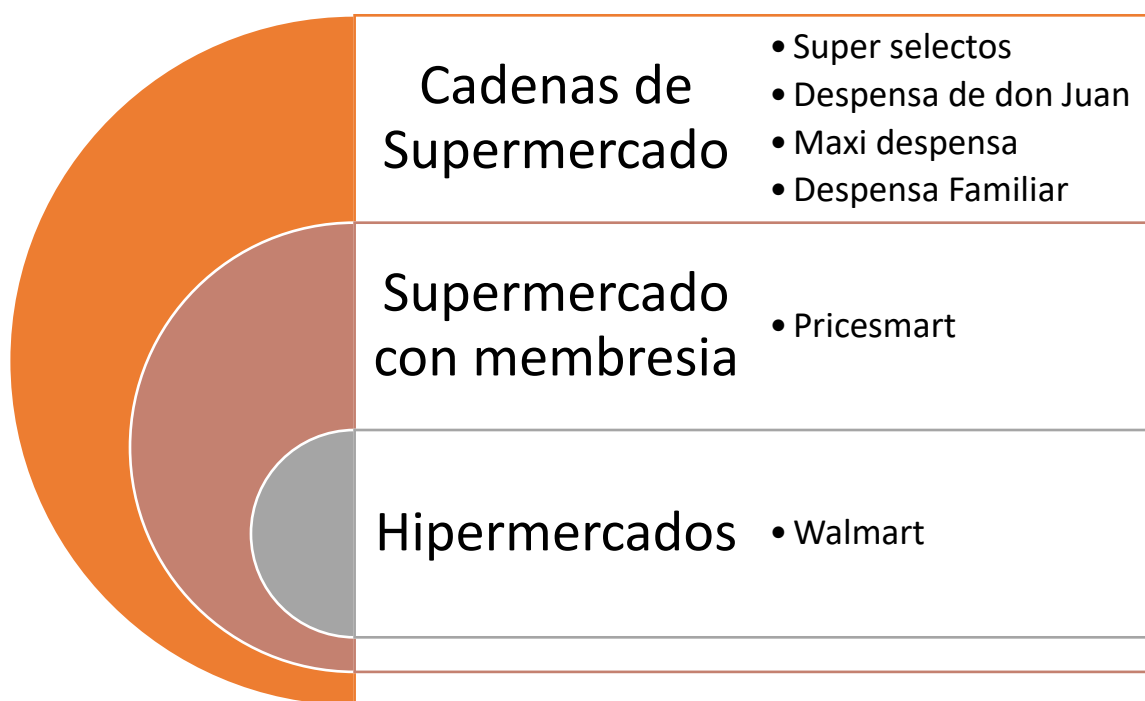 Cadenas de
Supermercado
• Super selectos
• Despensa de don Juan
• Maxi despensa
• Despensa Familiar
Supermercado
con membresia
• Pricesmart
Hipermercados
• Walmart